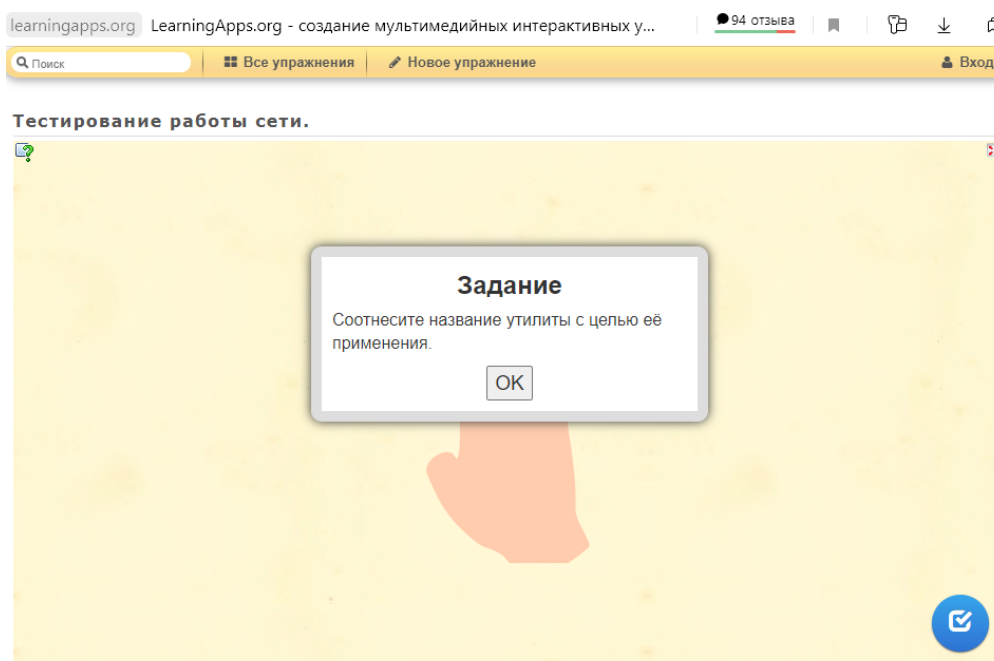 learningapps.org LearningApps.org - создание мультимедийных интерактивных у... 94 отзыва
Поиск Все упражнения Новое упражнение Вход
Тестирование работы сети.
Задание
Соотнесите название утилиты с целью её
применения.
OK